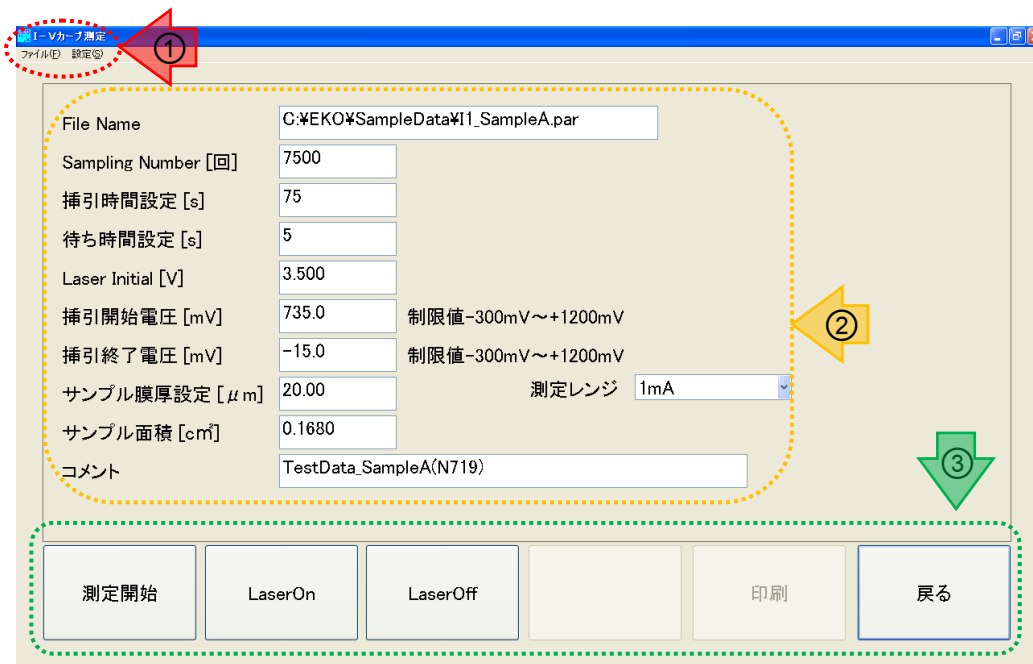 I-Vカーブ測定
ファイル(F) 設定(S)
①
File Name C:¥EKO¥SampleData¥I1_SampleA.par
Sampling Number [回] 7500
挿引時間設定 [s] 75
待ち時間設定 [s] 5
Laser Initial [V] 3.500
挿引開始電圧 [mV] 735.0 制限値-300mV～+1200mV
②
挿引終了電圧 [mV] -15.0 制限値-300mV～+1200mV
サンプル膜厚設定 [μm] 20.00 測定レンジ 1mA
サンプル面積 [c㎡] 0.1680
コメント TestData_SampleA(N719)
③
測定開始 LaserOn LaserOff 印刷 戻る